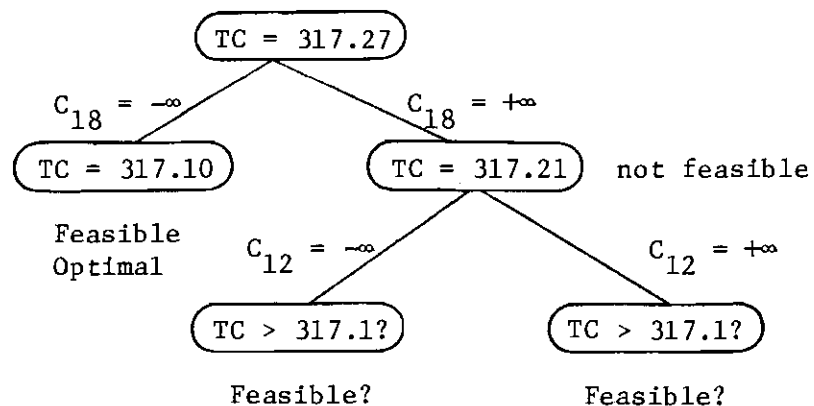 TC = 317.27
C18 = -∞
C18 = +∞
TC = 317.10
TC = 317.21
not feasible
Feasible
Optimal
C12 = -∞
C12 = +∞
TC > 317.1?
TC > 317.1?
Feasible?
Feasible?